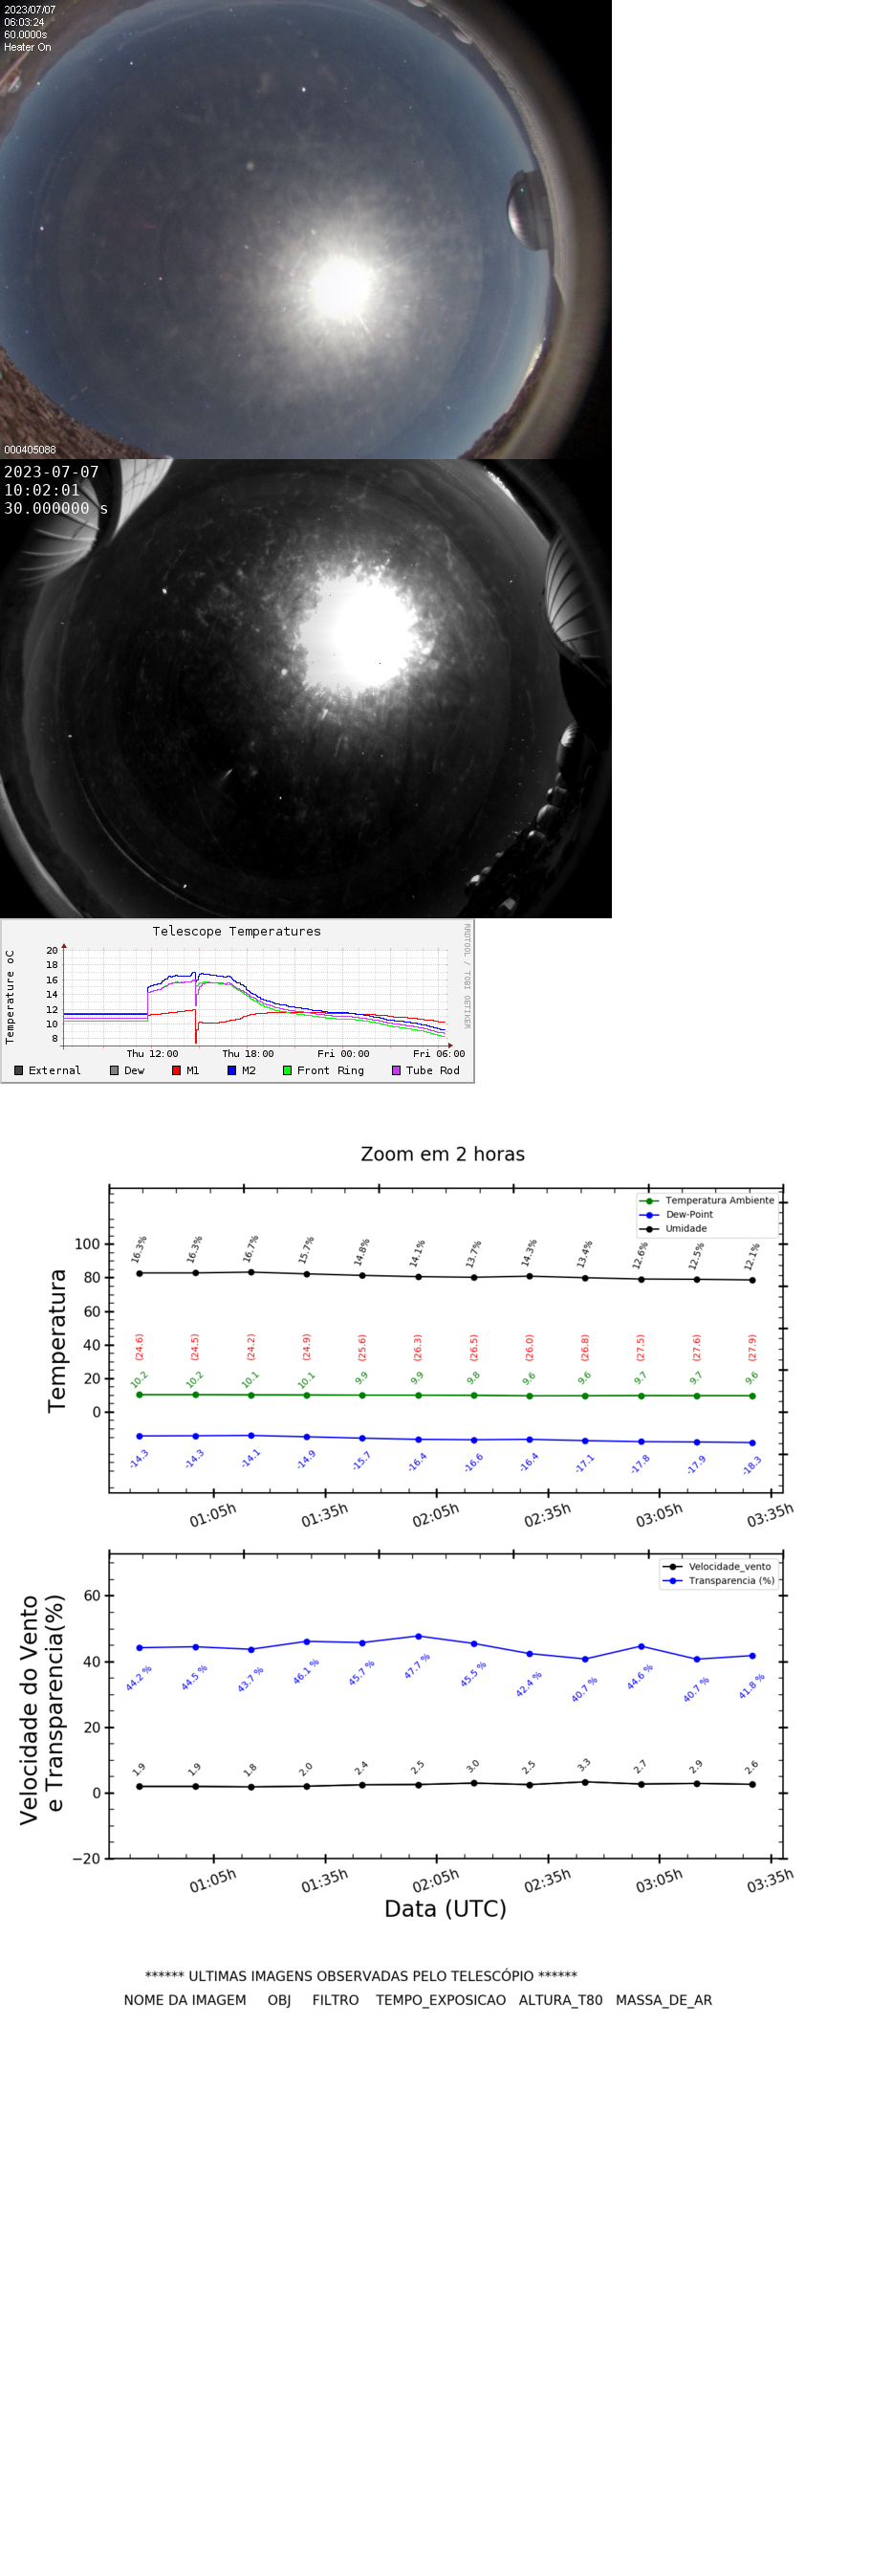 2023/07/07
06:03:24
60.0000s
Heater On
000405088
2023-07-07
10:02:01
30.000000 s
Telescope Temperatures
RRDTOOL / TOBI OETIKER
Temperature oC
20
18
16
14
12
10
8
Thu 12:00 Thu 18:00 Fri 00:00 Fri 06:00
External Dew M1 M2 Front Ring Tube Rod
Zoom em 2 horas
Temperatura Ambiente
Dew-Point
Umidade
Temperatura
100
80
60
40
20
0
16.3% 16.3% 16.7% 15.7% 14.8% 14.1% 13.7% 14.3% 13.4% 12.6% 12.5% 12.1%
(24.6) (24.5) (24.2) (24.9) (25.6) (26.3) (26.5) (26.0) (26.8) (27.5) (27.6) (27.9)
10.2 10.2 10.1 10.1 9.9 9.9 9.8 9.6 9.6 9.7 9.7 9.6
-14.3 -14.3 -14.1 -14.9 -15.7 -16.4 -16.6 -16.4 -17.1 -17.8 -17.9 -18.3
01:05h 01:35h 02:05h 02:35h 03:05h 03:35h
Velocidade_vento
Transparencia (%)
Velocidade do Vento
e Transparencia(%)
60
40
20
0
−20
44.2 % 44.5 % 43.7 % 46.1 % 45.7 % 47.7 % 45.5 % 42.4 % 40.7 % 44.6 % 40.7 % 41.8 %
1.9 1.9 1.8 2.0 2.4 2.5 3.0 2.5 3.3 2.7 2.9 2.6
01:05h 01:35h 02:05h 02:35h 03:05h 03:35h
Data (UTC)
****** ULTIMAS IMAGENS OBSERVADAS PELO TELESCÓPIO ******
NOME DA IMAGEM OBJ FILTRO TEMPO_EXPOSICAO ALTURA_T80 MASSA_DE_AR